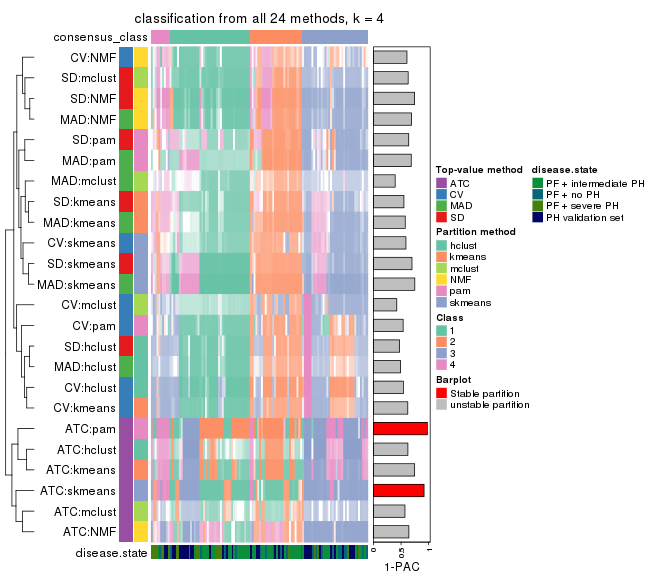 classification from all 24 methods, k = 4
consensus_class
CV:NMF
SD:mclust
SD:NMF
MAD:NMF
SD:pam
MAD:pam
MAD:mclust
SD:kmeans
MAD:kmeans
CV:skmeans
SD:skmeans
MAD:skmeans
CV:mclust
CV:pam
SD:hclust
MAD:hclust
CV:hclust
CV:kmeans
ATC:pam
ATC:hclust
ATC:kmeans
ATC:skmeans
ATC:mclust
ATC:NMF
disease.state
0
0.5
1
1-PAC
Top-value method
ATC
CV
MAD
SD
Partition method
hclust
kmeans
mclust
NMF
pam
skmeans
Class
1
2
3
4
Barplot
Stable partition
unstable partition
disease.state
PF + intermediate PH
PF + no PH
PF + severe PH
PH validation set